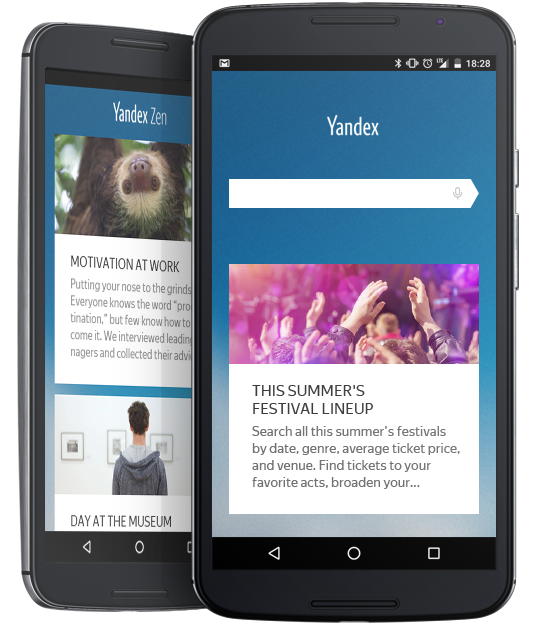 Yandex Zen
MOTIVATION AT WORK
Putting your nose to the grinds
Everyone knows the word “pro
tination,” but few know how to
come it. We interviewed leading
nagers and collected their advi
DAY AT THE MUSEUM
LTE 18:28
Yandex
THIS SUMMER'S
FESTIVAL LINEUP
Search all this summer's festivals
by date, genre, average ticket price,
and venue. Find tickets to your
favorite acts, broaden your...